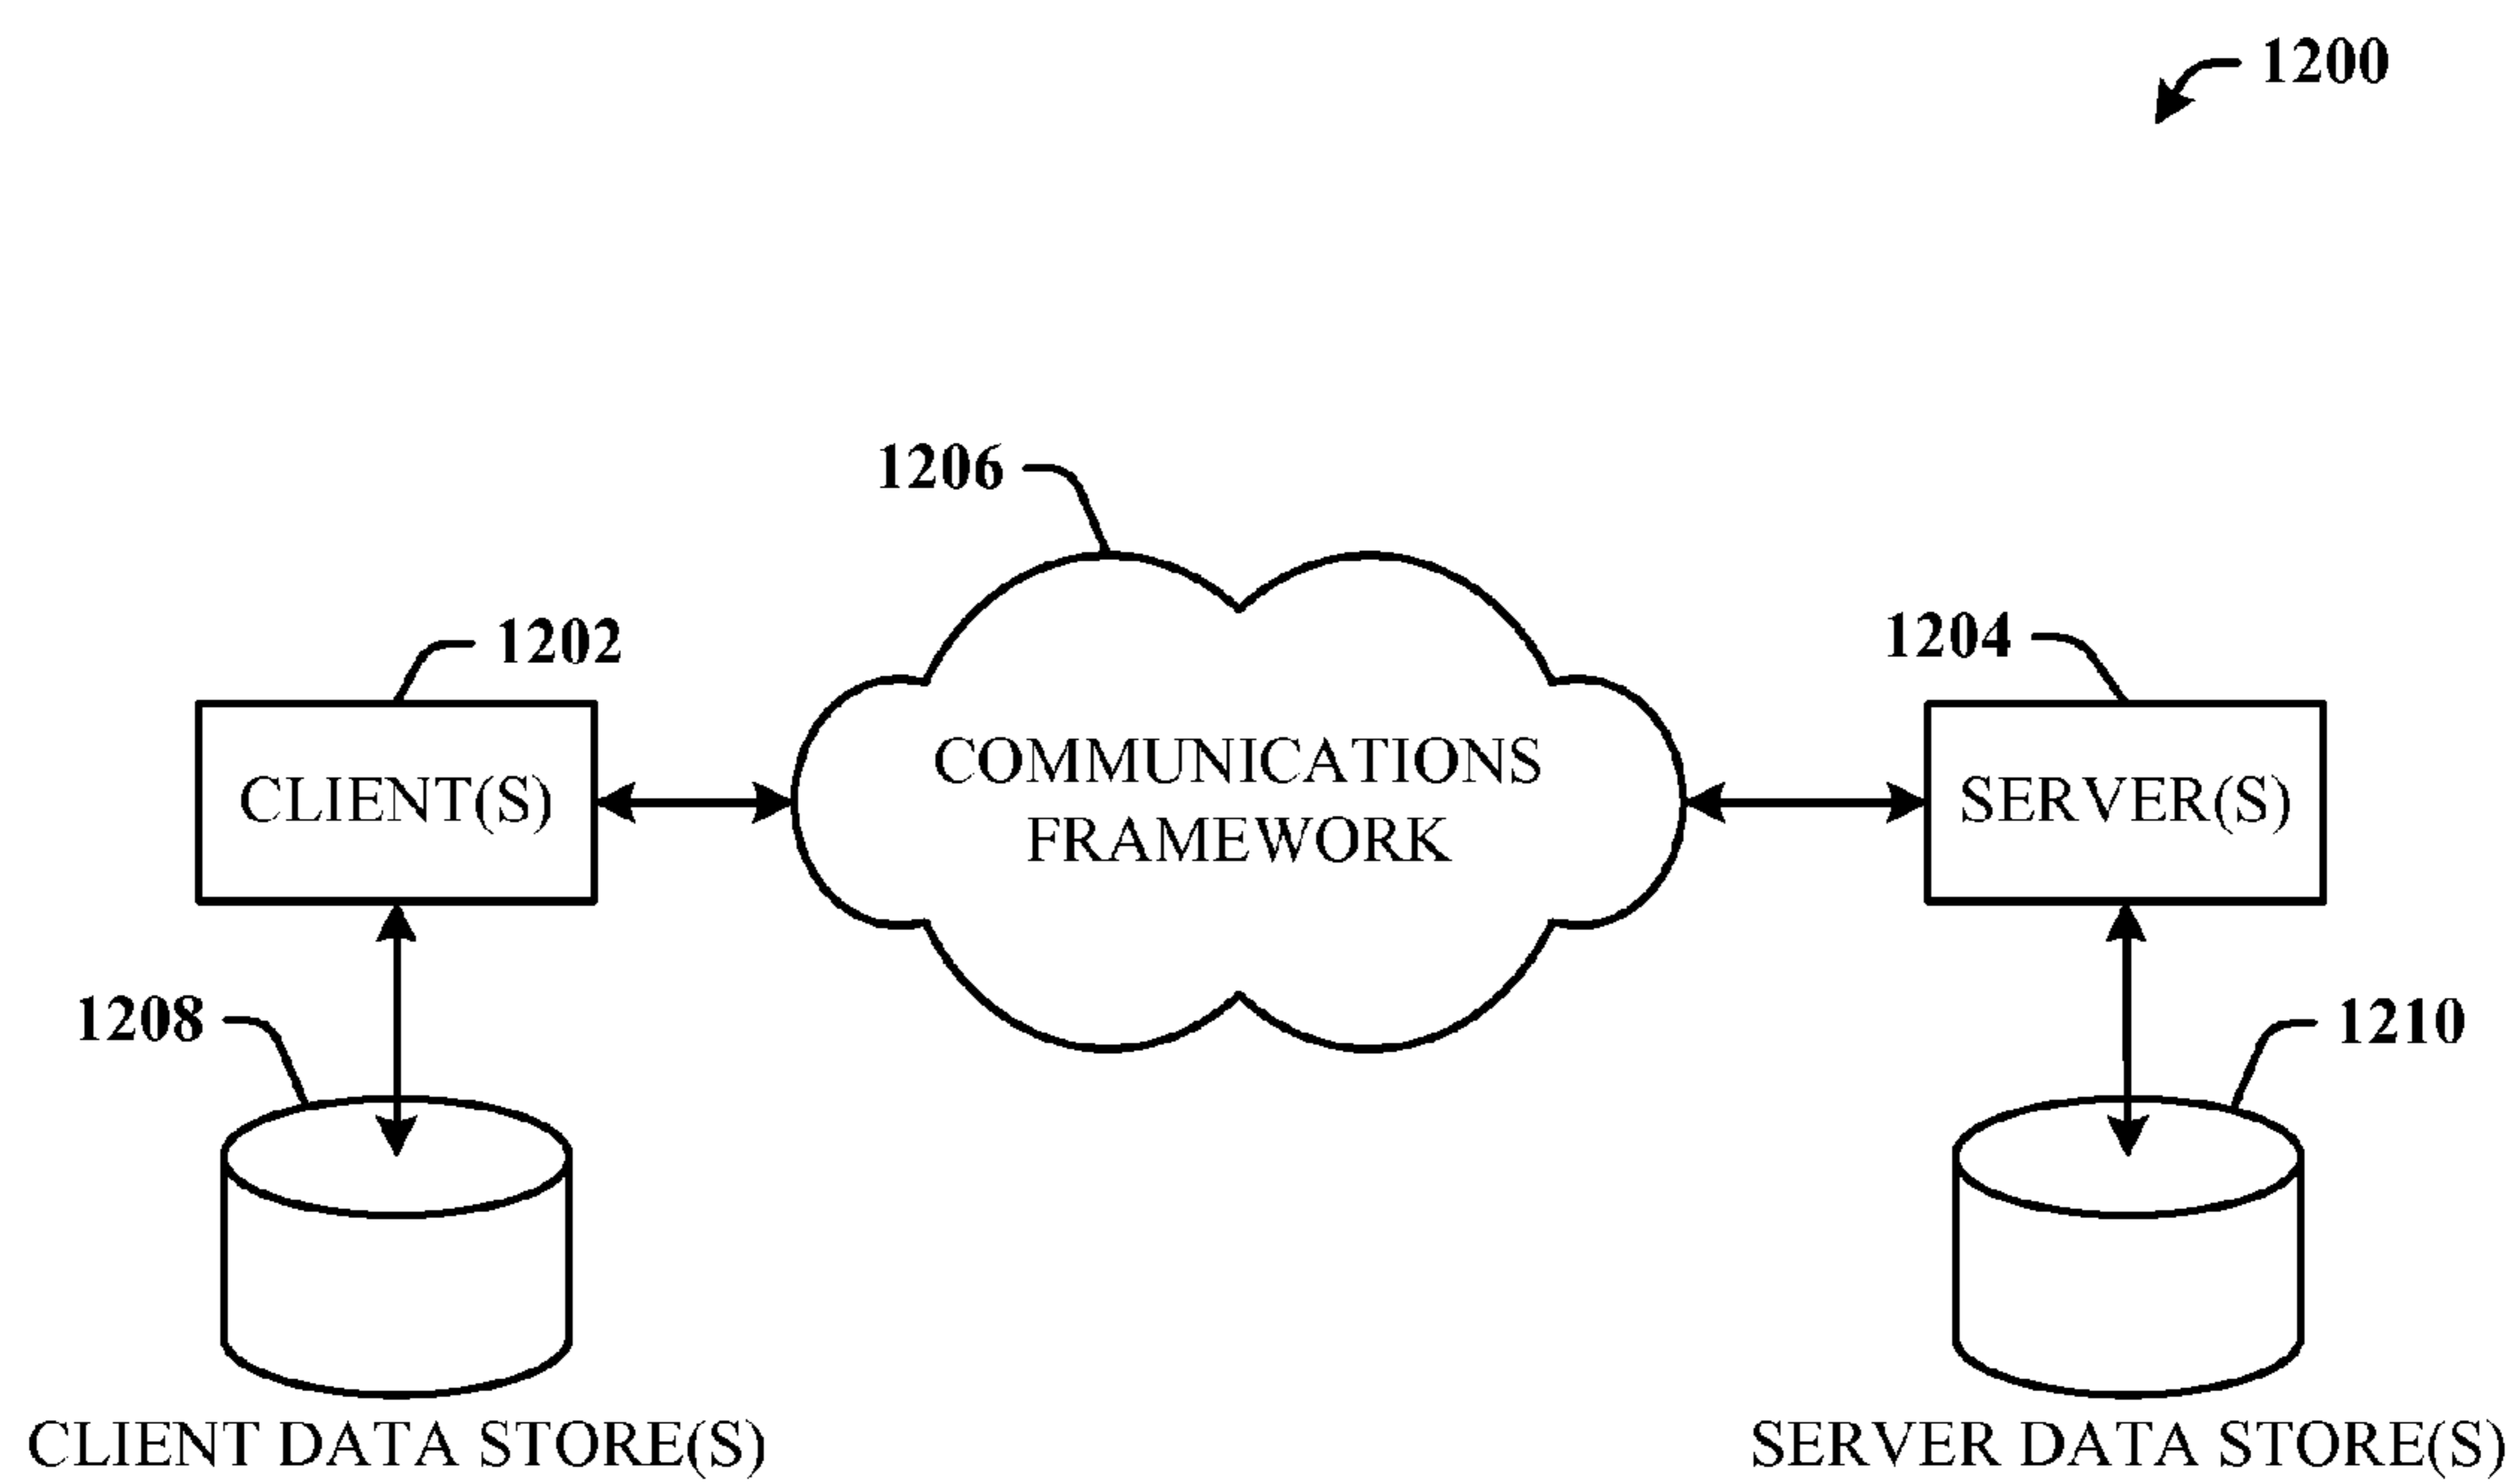 1200
1206
1202
1204
COMMUNICATIONS
FRAMEWORK
CLIENT(S)
SERVER(S)
1208
1210
CLIENT DATA STORE(S)
SERVER DATA STORE(S)